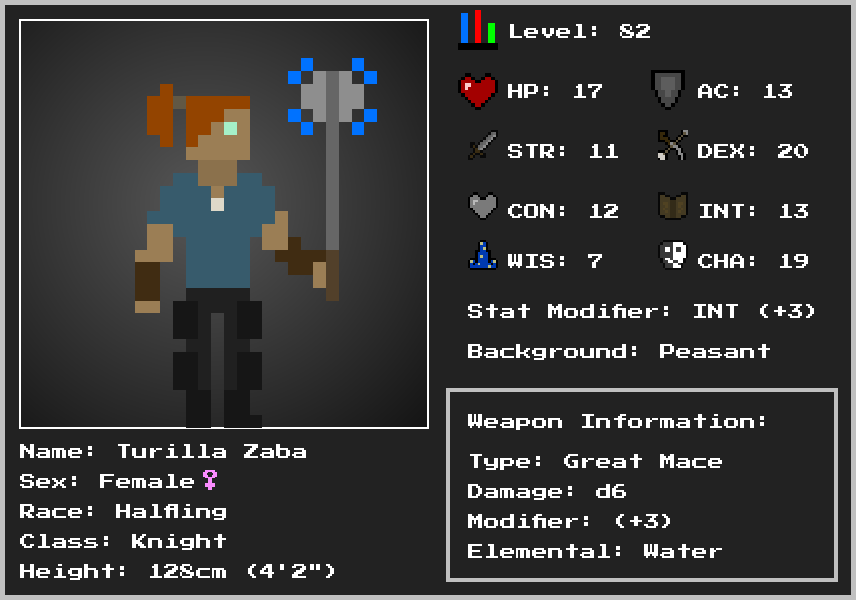 Level: 82
HP: 17 AC: 13
STR: 11 DEX: 20
CON: 12 INT: 13
WIS: 7 CHA: 19
Stat Modifier: INT (+3)
Background: Peasant
Weapon Information:
Type: Great Mace
Damage: d6
Modifier: (+3)
Elemental: Water
Name: Turilla Zaba
Sex: Female♀
Race: Halfling
Class: Knight
Height: 128cm (4'2")